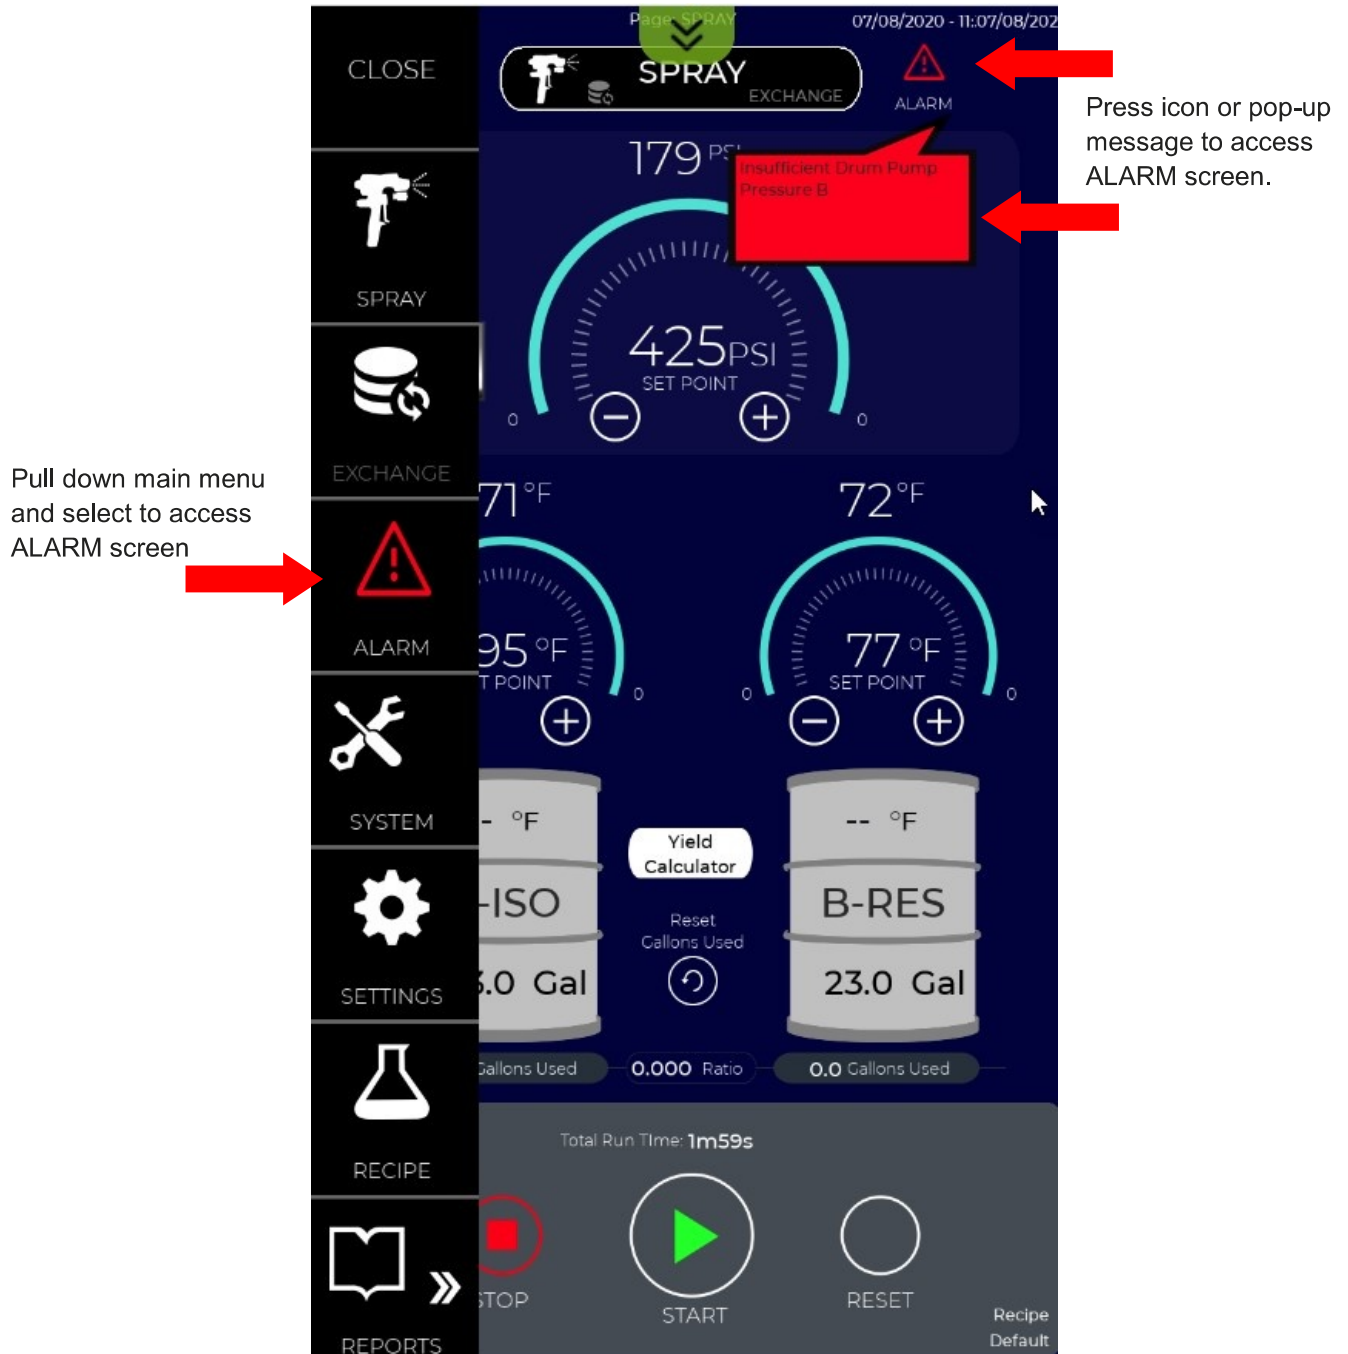 Page: SPRAY
07/08/2020 - 11:07/08/202
CLOSE
SPRAY
EXCHANGE
ALARM
Press icon or pop-up
message to access
ALARM screen.
179 PSI
Insufficient Drum Pump
Pressure B
SPRAY
425 PSI
SET POINT
0
0
EXCHANGE
Pull down main menu
and select to access
ALARM screen
71 °F
72 °F
ALARM
95 °F
T POINT
0
77 °F
SET POINT
0
0
SYSTEM
- °F
Yield
Calculator
-- °F
-ISO
B-RES
Reset
Gallons Used
SETTINGS
.0 Gal
23.0 Gal
Gallons Used
0.000 Ratio
0.0 Gallons Used
Total Run TIme: 1m59s
RECIPE
STOP
START
RESET
Recipe
Default
REPORTS